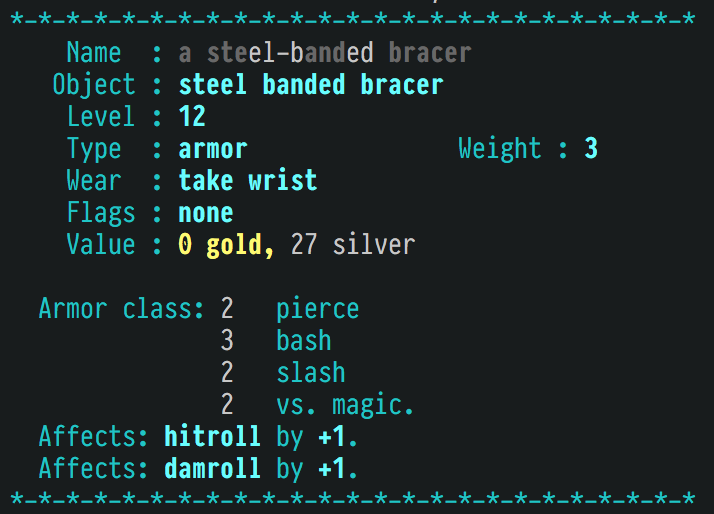 *-*-*-*-*-*-*-*-*-*-*-*-*-*-*-*-*-*-*-*-*-*-*-*-*
Name : a steel-banded bracer
Object : steel banded bracer
Level : 12
Type : armor Weight : 3
Wear : take wrist
Flags : none
Value : 0 gold, 27 silver
Armor class: 2 pierce
3 bash
2 slash
2 vs. magic.
Affects: hitroll by +1.
Affects: damroll by +1.
*-*-*-*-*-*-*-*-*-*-*-*-*-*-*-*-*-*-*-*-*-*-*-*-*